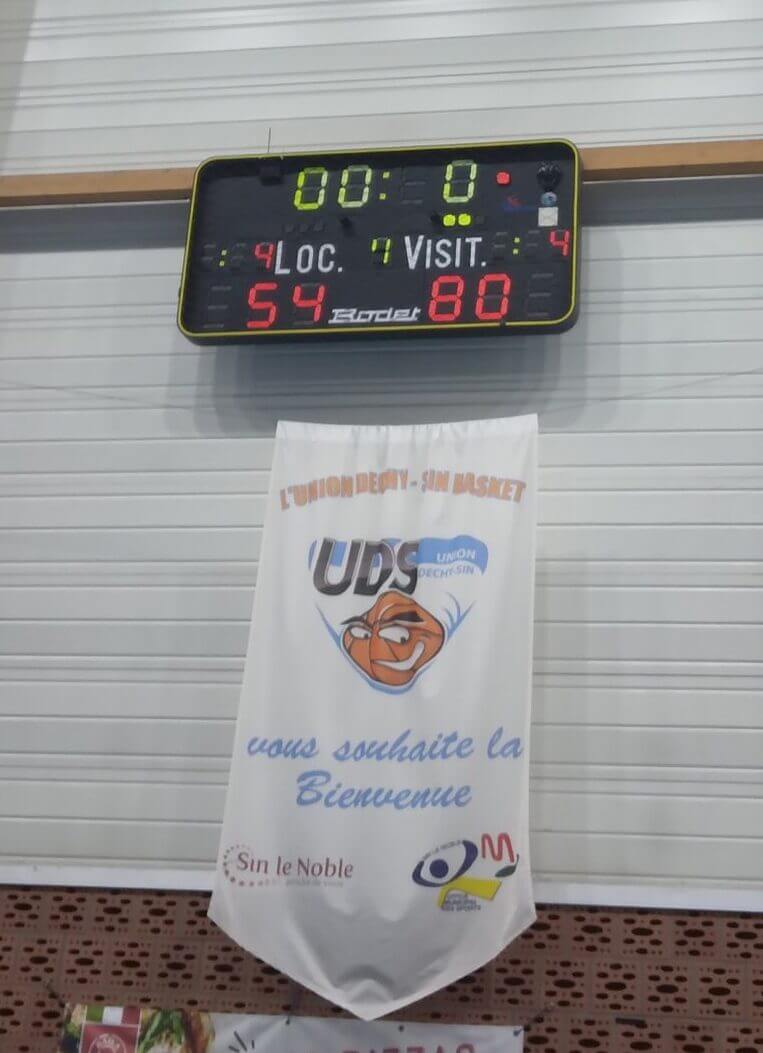 00: 0
4 LOC. 7 VISIT. 4
54 Bodet 80
L'UNION DECHY - SIN BASKET
UDS UNION
DECHY-SIN
vous souhaite la
Bienvenue
Sin le Noble
M